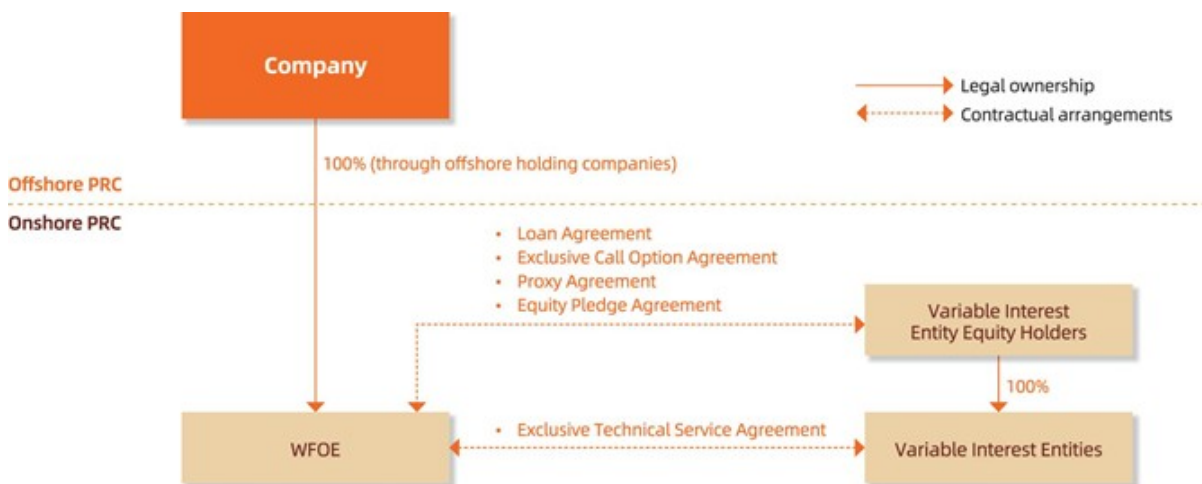 Company
Legal ownership
Contractual arrangements
100% (through offshore holding companies)
Offshore PRC
Onshore PRC
• Loan Agreement
• Exclusive Call Option Agreement
• Proxy Agreement
• Equity Pledge Agreement
Variable Interest
Entity Equity Holders
100%
WFOE
• Exclusive Technical Service Agreement
Variable Interest Entities